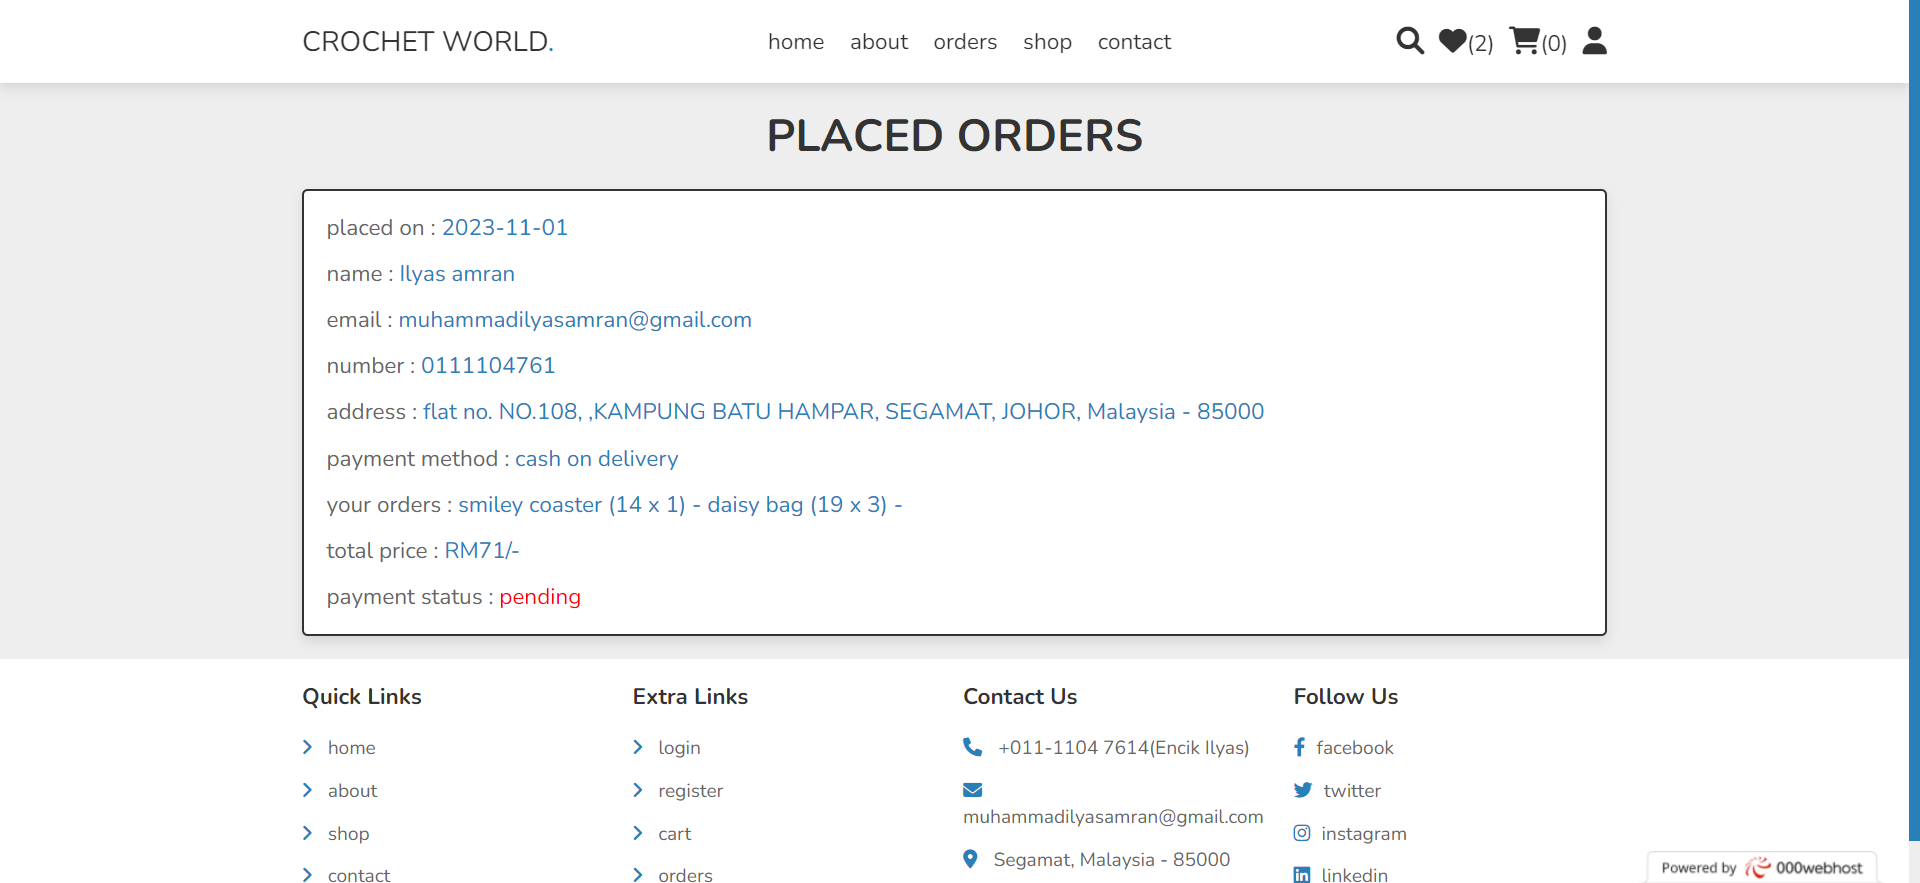 CROCHET WORLD.
home about orders shop contact
(2) (0)
PLACED ORDERS
placed on : 2023-11-01
name : Ilyas amran
email : muhammadilyasamran@gmail.com
number : 0111104761
address : flat no. NO.108, ,KAMPUNG BATU HAMPAR, SEGAMAT, JOHOR, Malaysia - 85000
payment method : cash on delivery
your orders : smiley coaster (14 x 1) - daisy bag (19 x 3) -
total price : RM71/-
payment status : pending
Quick Links
home
about
shop
contact
Extra Links
login
register
cart
orders
Contact Us
+011-1104 7614(Encik Ilyas)
muhammadilyasamran@gmail.com
Segamat, Malaysia - 85000
Follow Us
facebook
twitter
instagram
linkedin
Powered by 000webhost